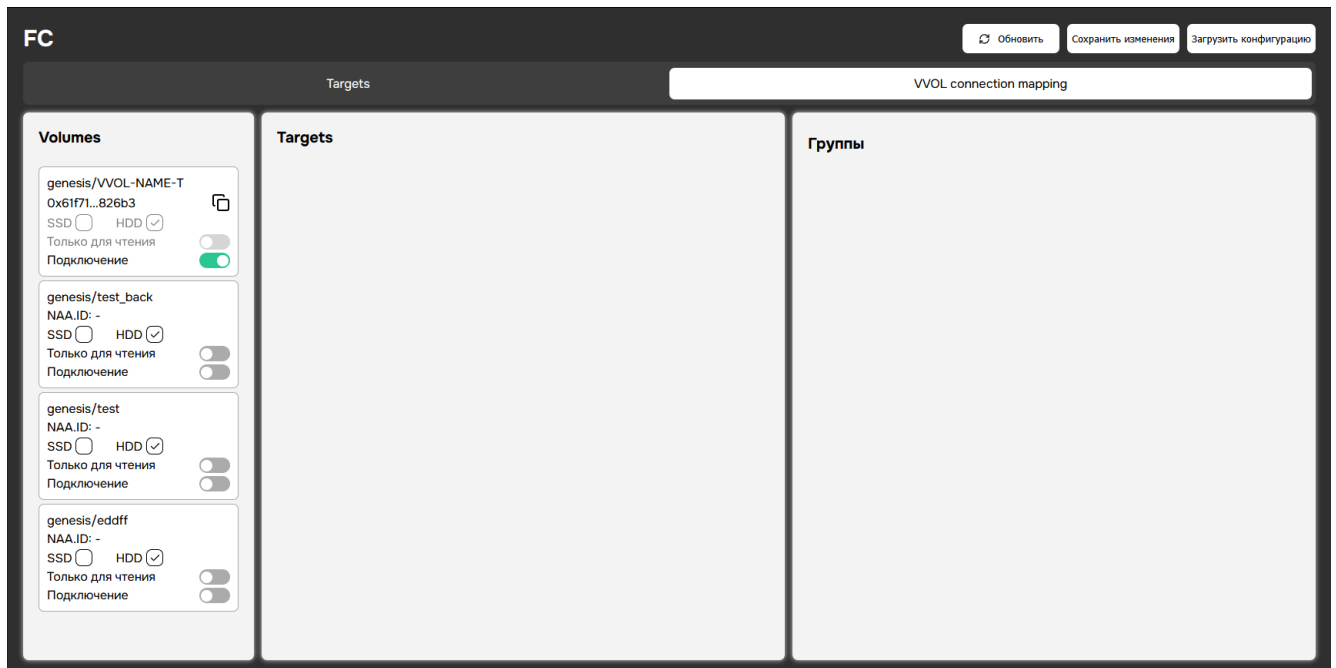 FC
Обновить
Сохранить изменения
Загрузить конфигурацию
Targets
VVOL connection mapping
Volumes
genesis/VVOL-NAME-T
0x61f71...826b3
SSD HDD
Только для чтения
Подключение
genesis/test_back
NAA.ID: -
SSD HDD
Только для чтения
Подключение
genesis/test
NAA.ID: -
SSD HDD
Только для чтения
Подключение
genesis/eddff
NAA.ID: -
SSD HDD
Только для чтения
Подключение
Targets
Группы